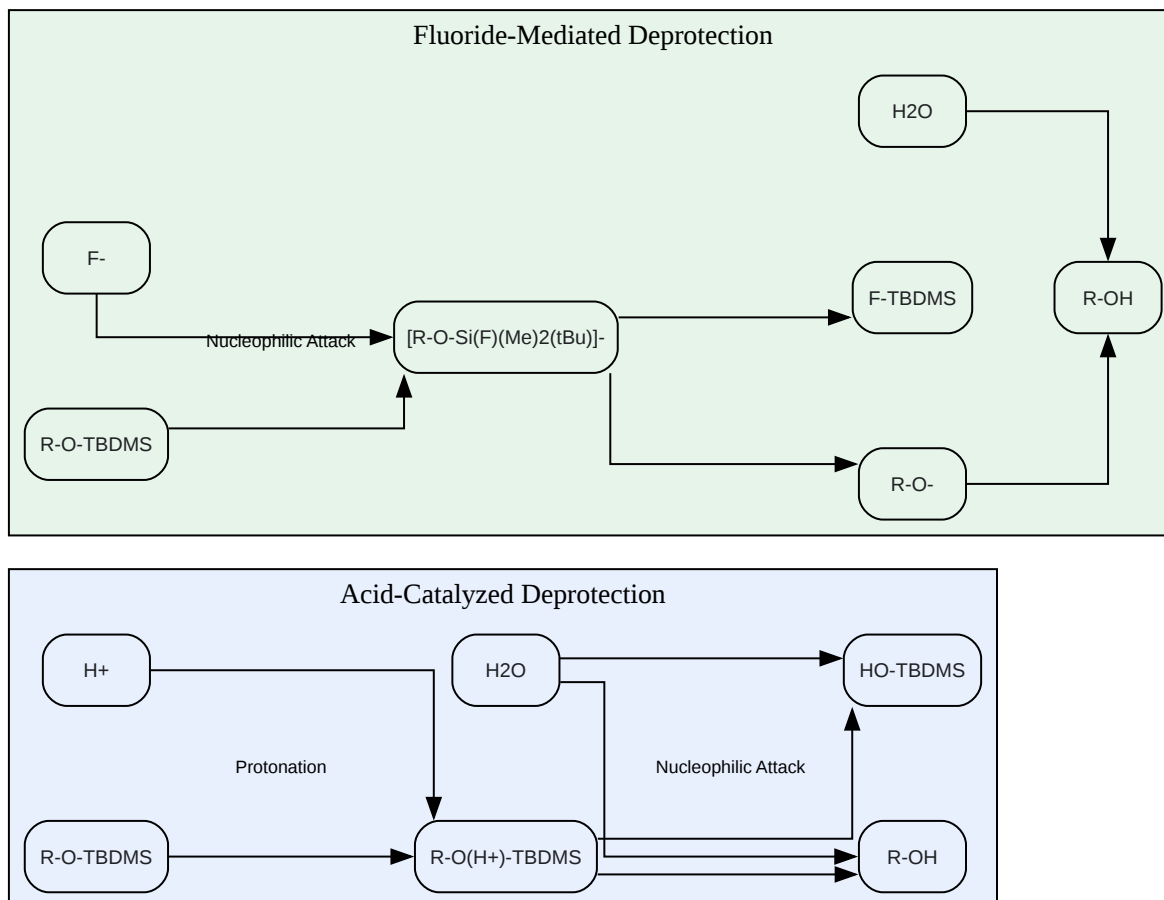 Fluoride-Mediated Deprotection
H2O
F-
F-TBDMS
R-OH
Nucleophilic Attack
[R-O-Si(F)(Me)2(tBu)]-
R-O-TBDMS
R-O-
Acid-Catalyzed Deprotection
H+
H2O
HO-TBDMS
Protonation
Nucleophilic Attack
R-O-TBDMS
R-O(H+)-TBDMS
R-OH